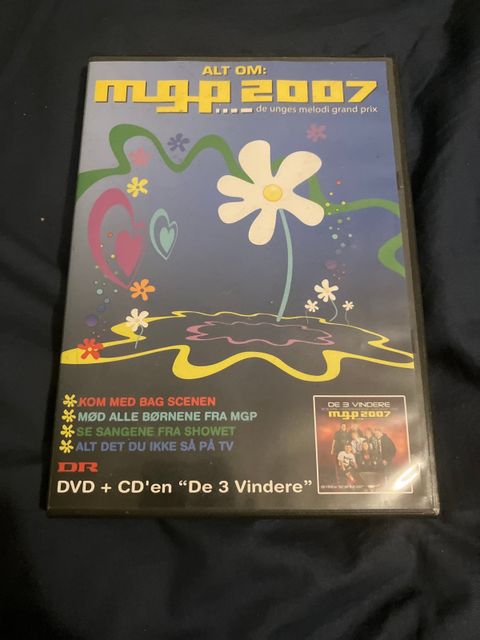 ALT OM:
mgp 2007
de unges melodi grand prix
KOM MED BAG SCENEN
MØD ALLE BØRNENE FRA MGP
SE SANGENE FRA SHOWET
ALT DET DU IKKE SÅ PÅ TV
DR
DVD + CD'en "De 3 Vindere"
DE 3 VINDERE
mgp 2007